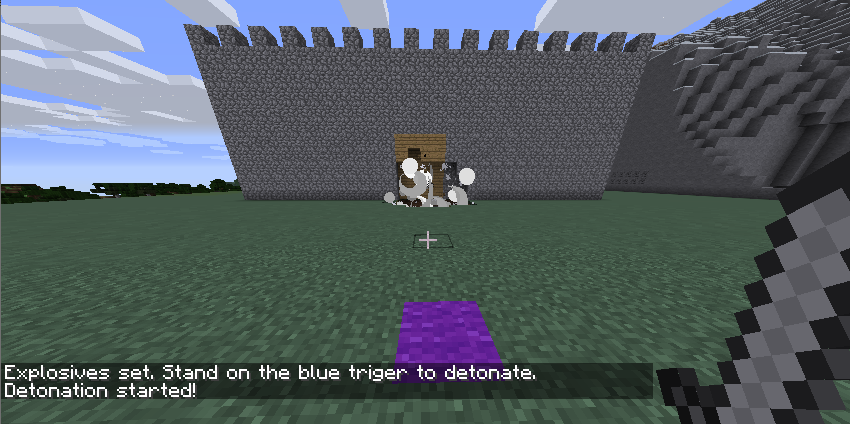 Explosives set. Stand on the blue triger to detonate.
Detonation started!